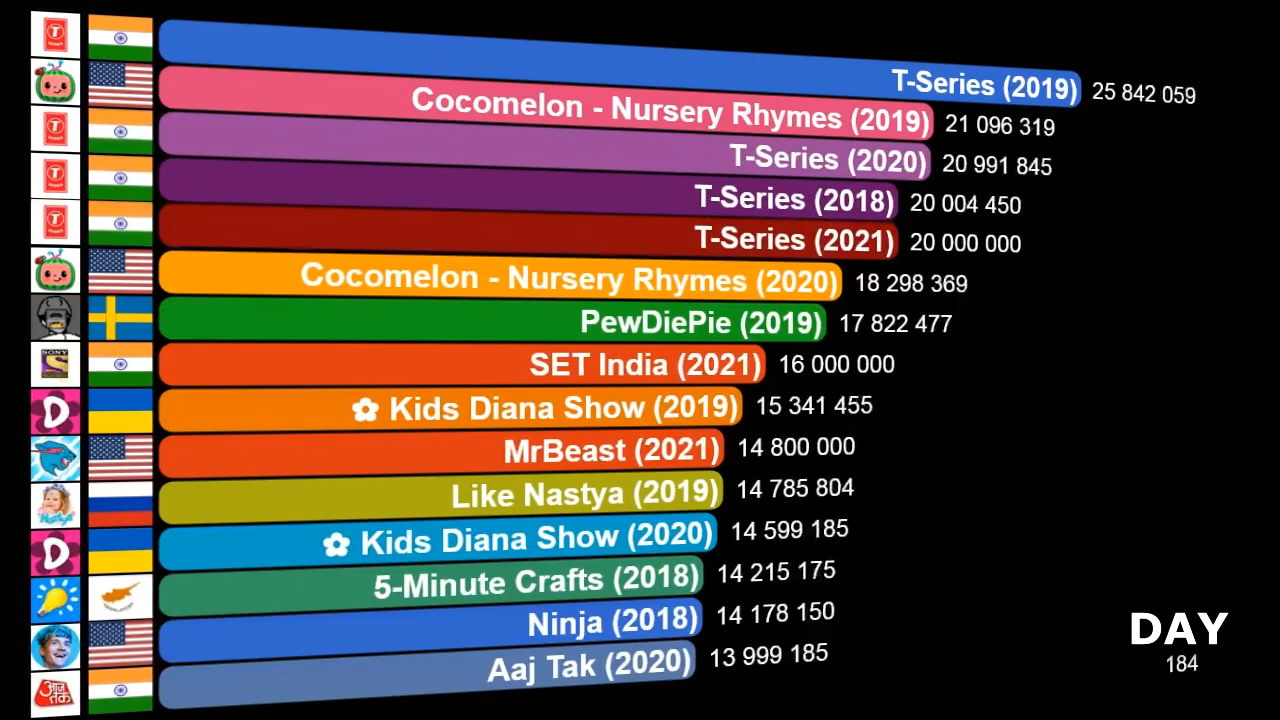 T-Series (2019) 25 842 059
Cocomelon - Nursery Rhymes (2019) 21 096 319
T-Series (2020) 20 991 845
T-Series (2018) 20 004 450
T-Series (2021) 20 000 000
Cocomelon - Nursery Rhymes (2020) 18 298 369
PewDiePie (2019) 17 822 477
SONY SET India (2021) 16 000 000
D ✿ Kids Diana Show (2019) 15 341 455
MrBeast (2021) 14 800 000
Nastya Like Nastya (2019) 14 785 804
D ✿ Kids Diana Show (2020) 14 599 185
5-Minute Crafts (2018) 14 215 175
Ninja (2018) 14 178 150
आज तक Aaj Tak (2020) 13 999 185
DAY
184